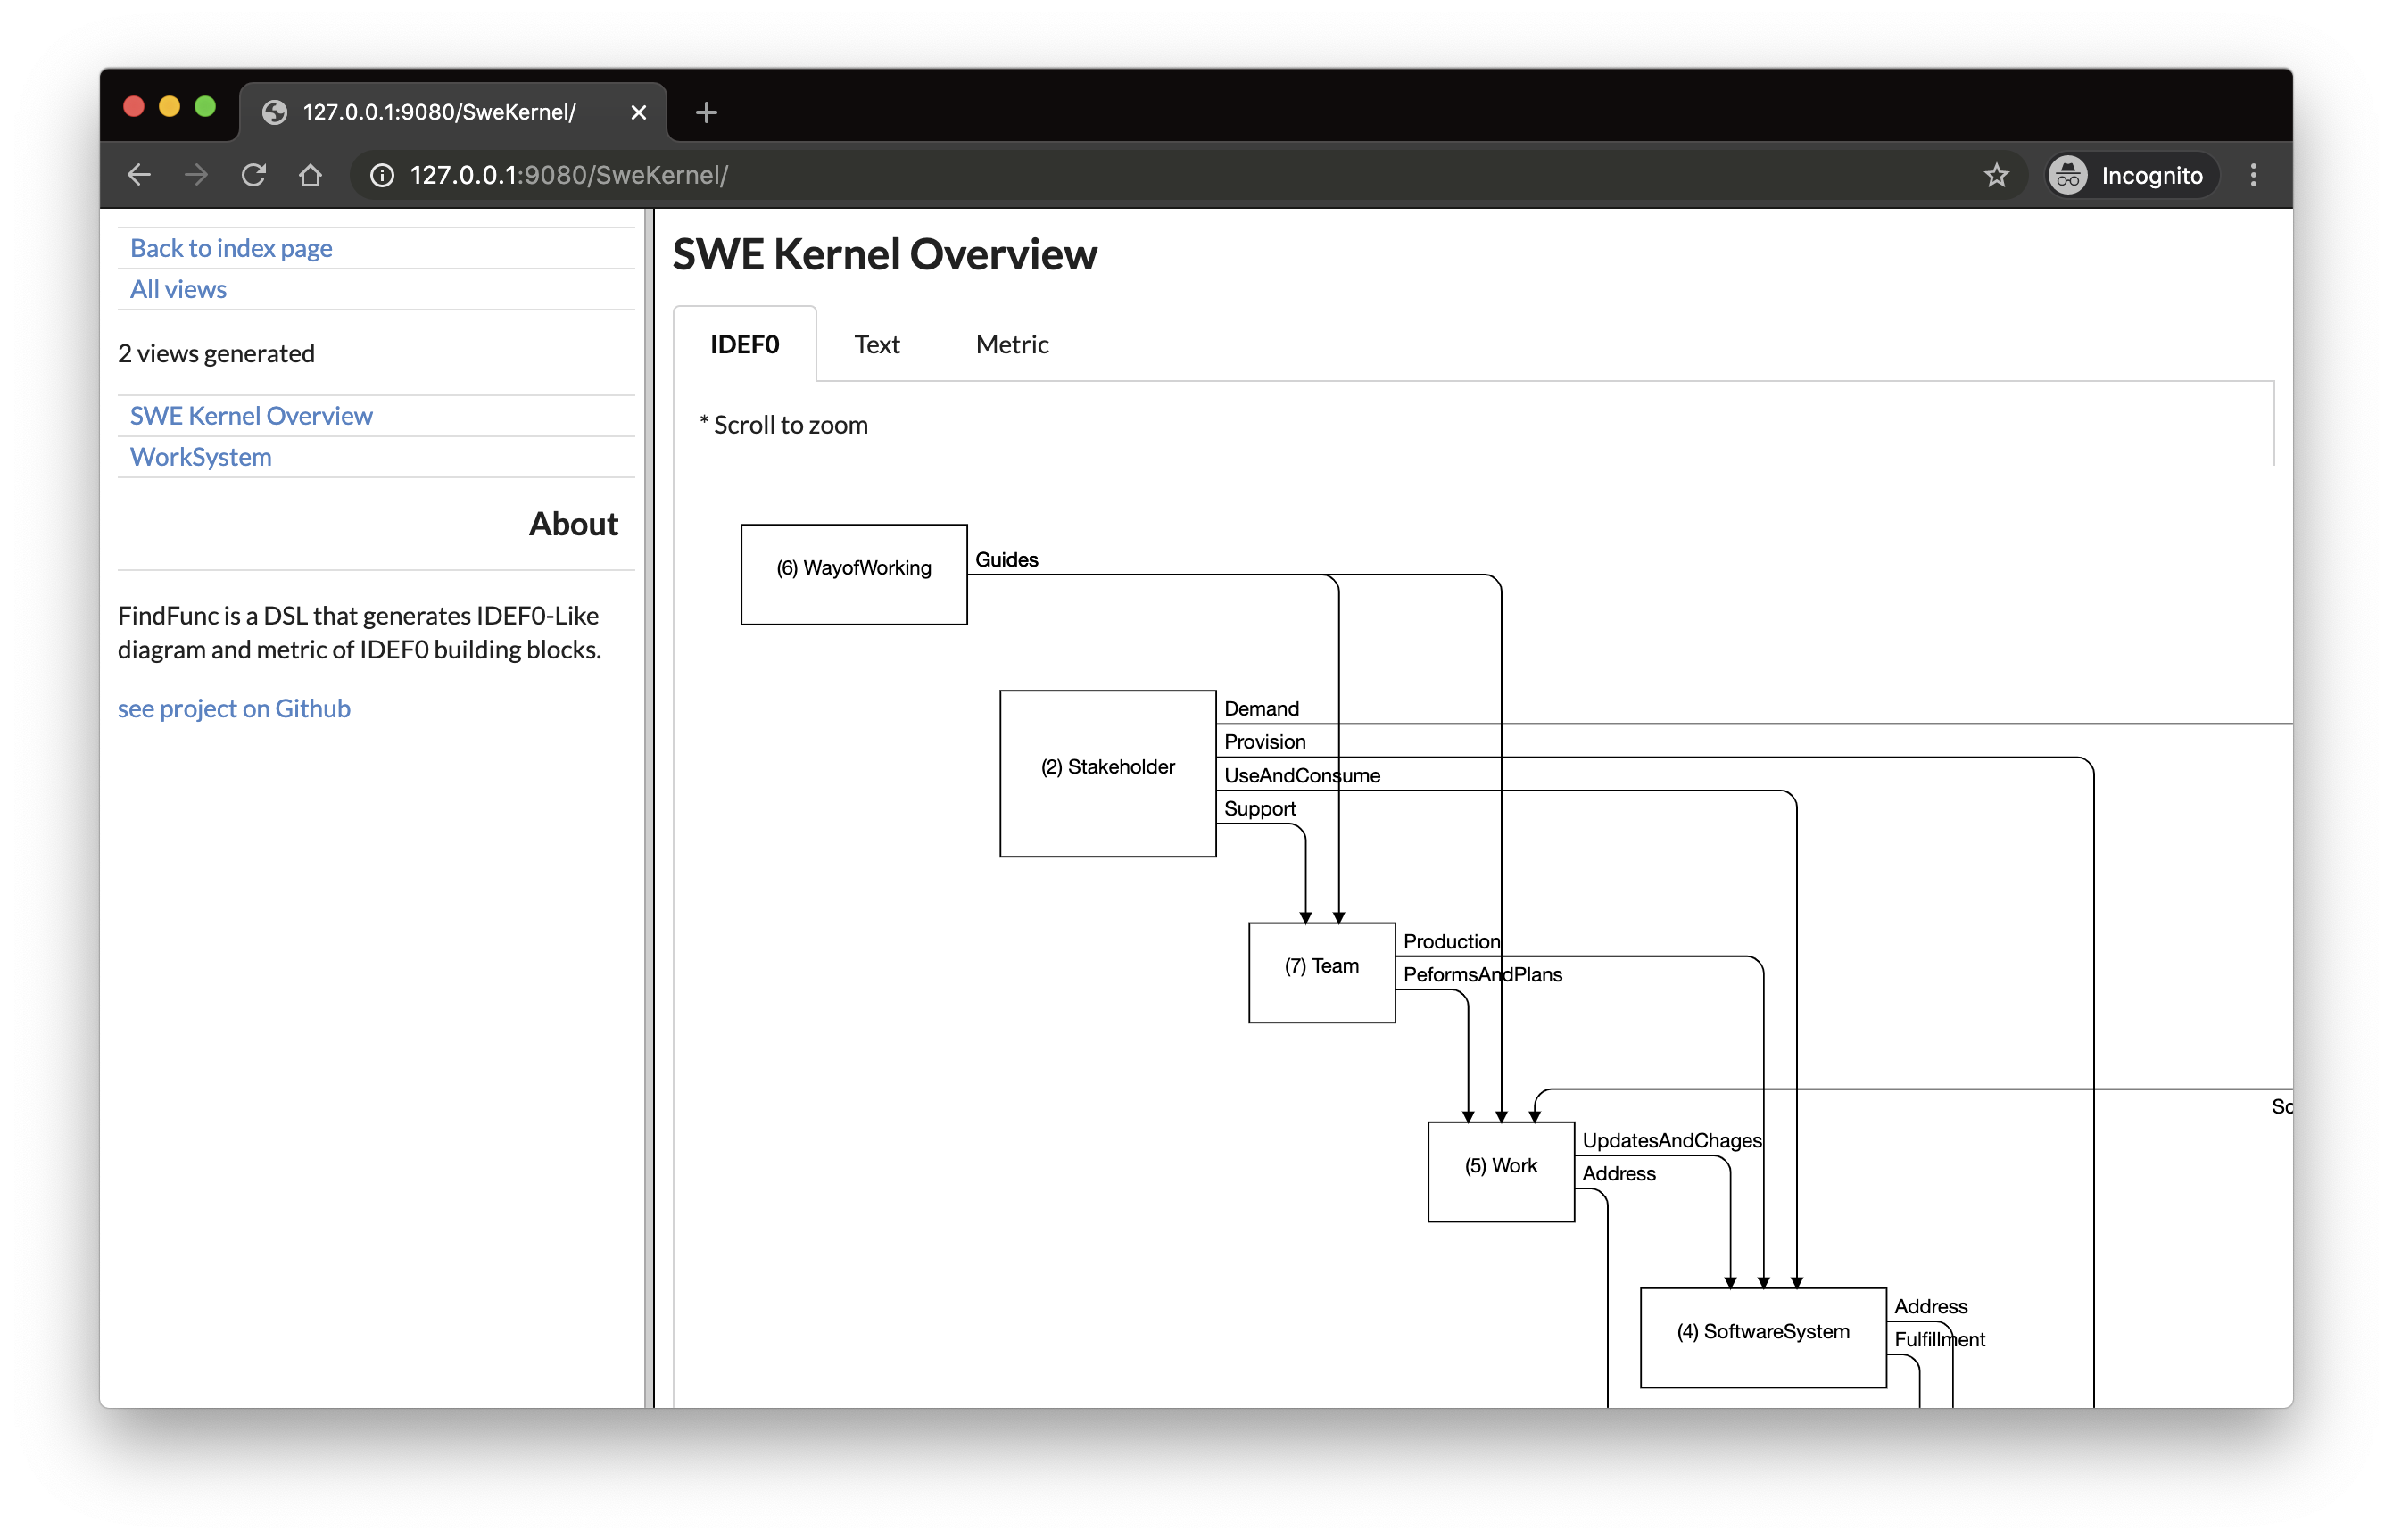 127.0.0.1:9080/SweKernel/
127.0.0.1:9080/SweKernel/
Incognito
Back to index page
All views
2 views generated
SWE Kernel Overview
WorkSystem
About
FindFunc is a DSL that generates IDEF0-Like
diagram and metric of IDEF0 building blocks.
see project on Github
SWE Kernel Overview
IDEF0 Text Metric
* Scroll to zoom
(6) WayofWorking
Guides
(2) Stakeholder
Demand
Provision
UseAndConsume
Support
(7) Team
Production
PeformsAndPlans
(5) Work
UpdatesAndChages
Address
(4) SoftwareSystem
Address
Fulfillment